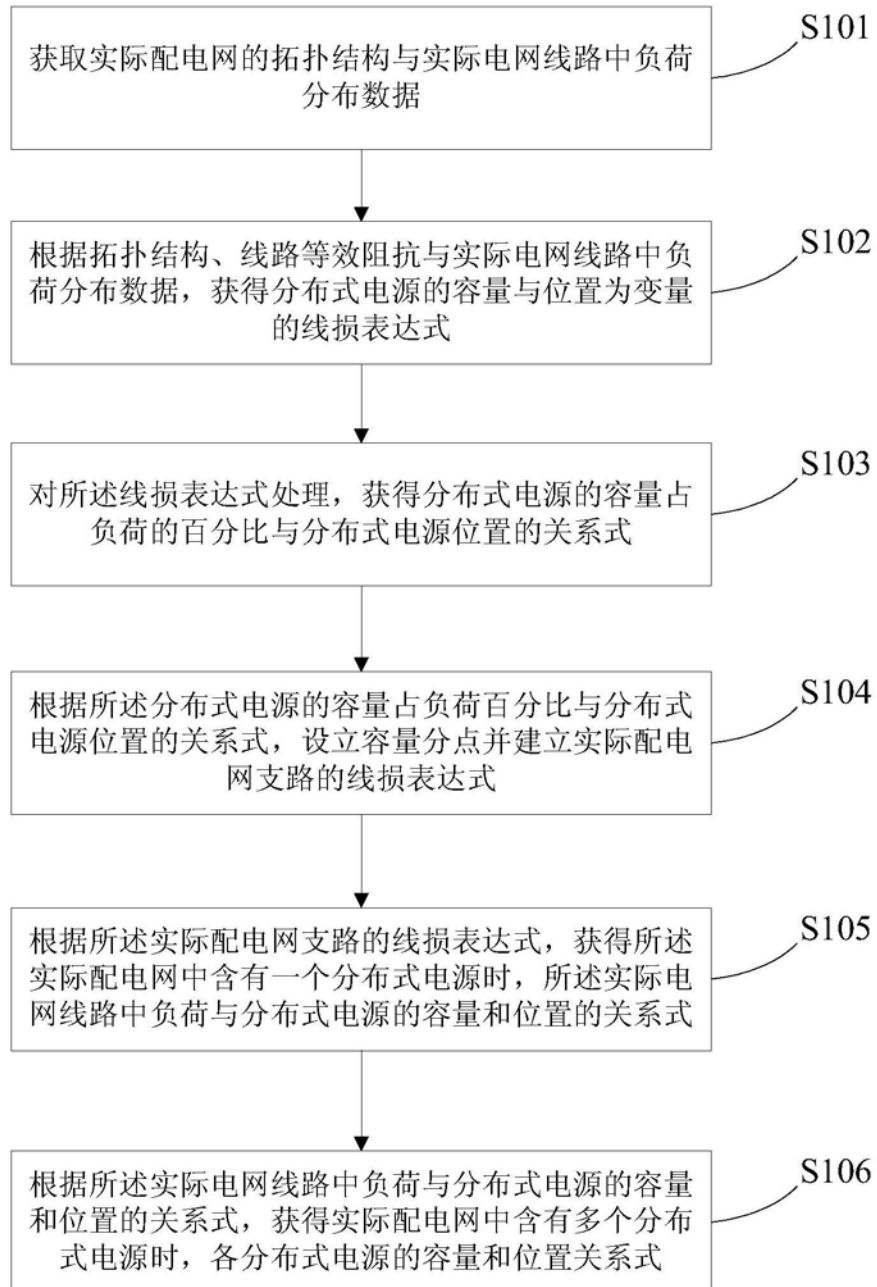 S101
获取实际配电网的拓扑结构与实际电网线路中负荷
分布数据
S102
根据拓扑结构、线路等效阻抗与实际电网线路中负
荷分布数据，获得分布式电源的容量与位置为变量
的线损表达式
S103
对所述线损表达式处理，获得分布式电源的容量占
负荷的百分比与分布式电源位置的关系式
S104
根据所述分布式电源的容量占负荷百分比与分布式
电源位置的关系式，设立容量分点并建立实际配电
网支路的线损表达式
S105
根据所述实际配电网支路的线损表达式，获得所述
实际配电网中含有一个分布式电源时，所述实际电
网线路中负荷与分布式电源的容量和位置的关系式
S106
根据所述实际电网线路中负荷与分布式电源的容量
和位置的关系式，获得实际配电网中含有多个分布
式电源时，各分布式电源的容量和位置关系式